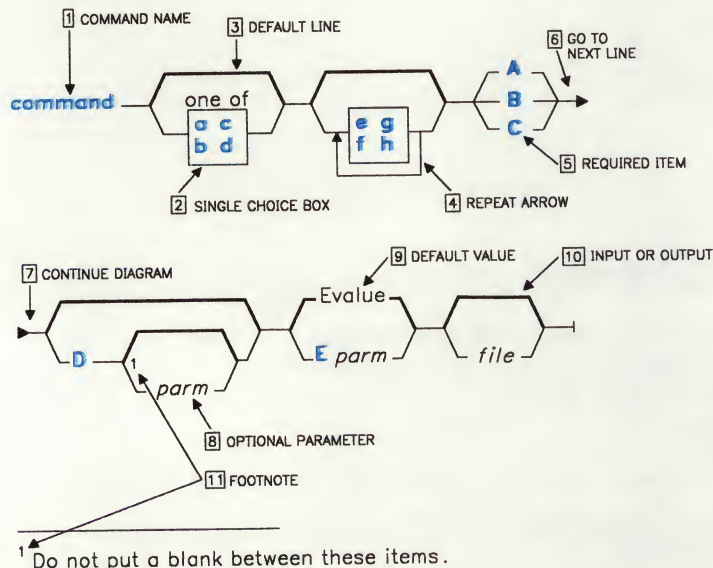 1 COMMAND NAME
3 DEFAULT LINE
6 GO TO
NEXT LINE
command
one of
a c
b d
e g
f h
A
B
C
5 REQUIRED ITEM
2 SINGLE CHOICE BOX
4 REPEAT ARROW
7 CONTINUE DIAGRAM
9 DEFAULT VALUE
10 INPUT OR OUTPUT
Evalue
D
1
parm
E parm
file
8 OPTIONAL PARAMETER
11 FOOTNOTE
1 Do not put a blank between these items.